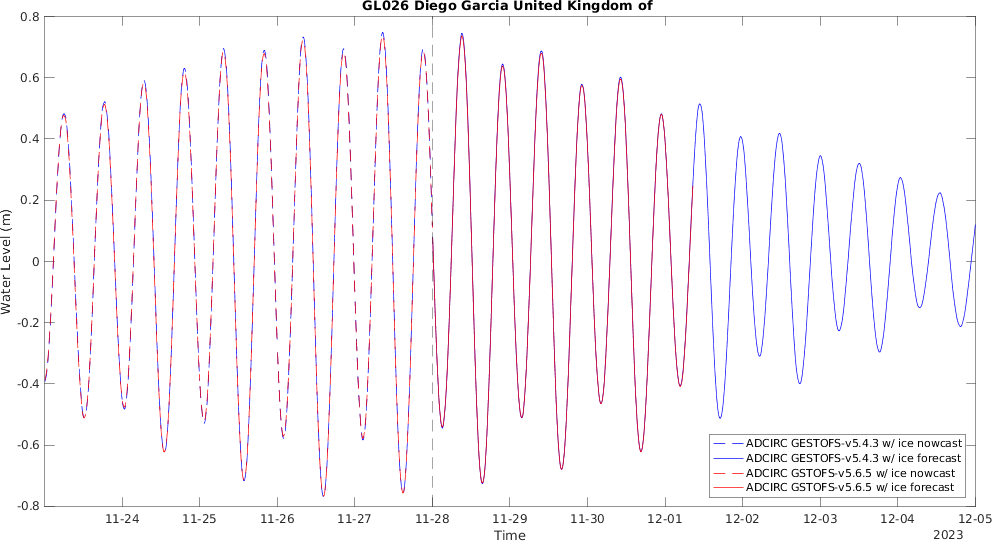 GL026 Diego Garcia United Kingdom of
0.8
0.6
0.4
0.2
0
-0.2
-0.4
-0.6
-0.8
Water Level (m)
ADCIRC GESTOFS-v5.4.3 w/ ice nowcast
ADCIRC GESTOFS-v5.4.3 w/ ice forecast
ADCIRC GSTOFS-v5.6.5 w/ ice nowcast
ADCIRC GSTOFS-v5.6.5 w/ ice forecast
11-24 11-25 11-26 11-27 11-28 11-29 11-30 12-01 12-02 12-03 12-04 12-05
Time
2023